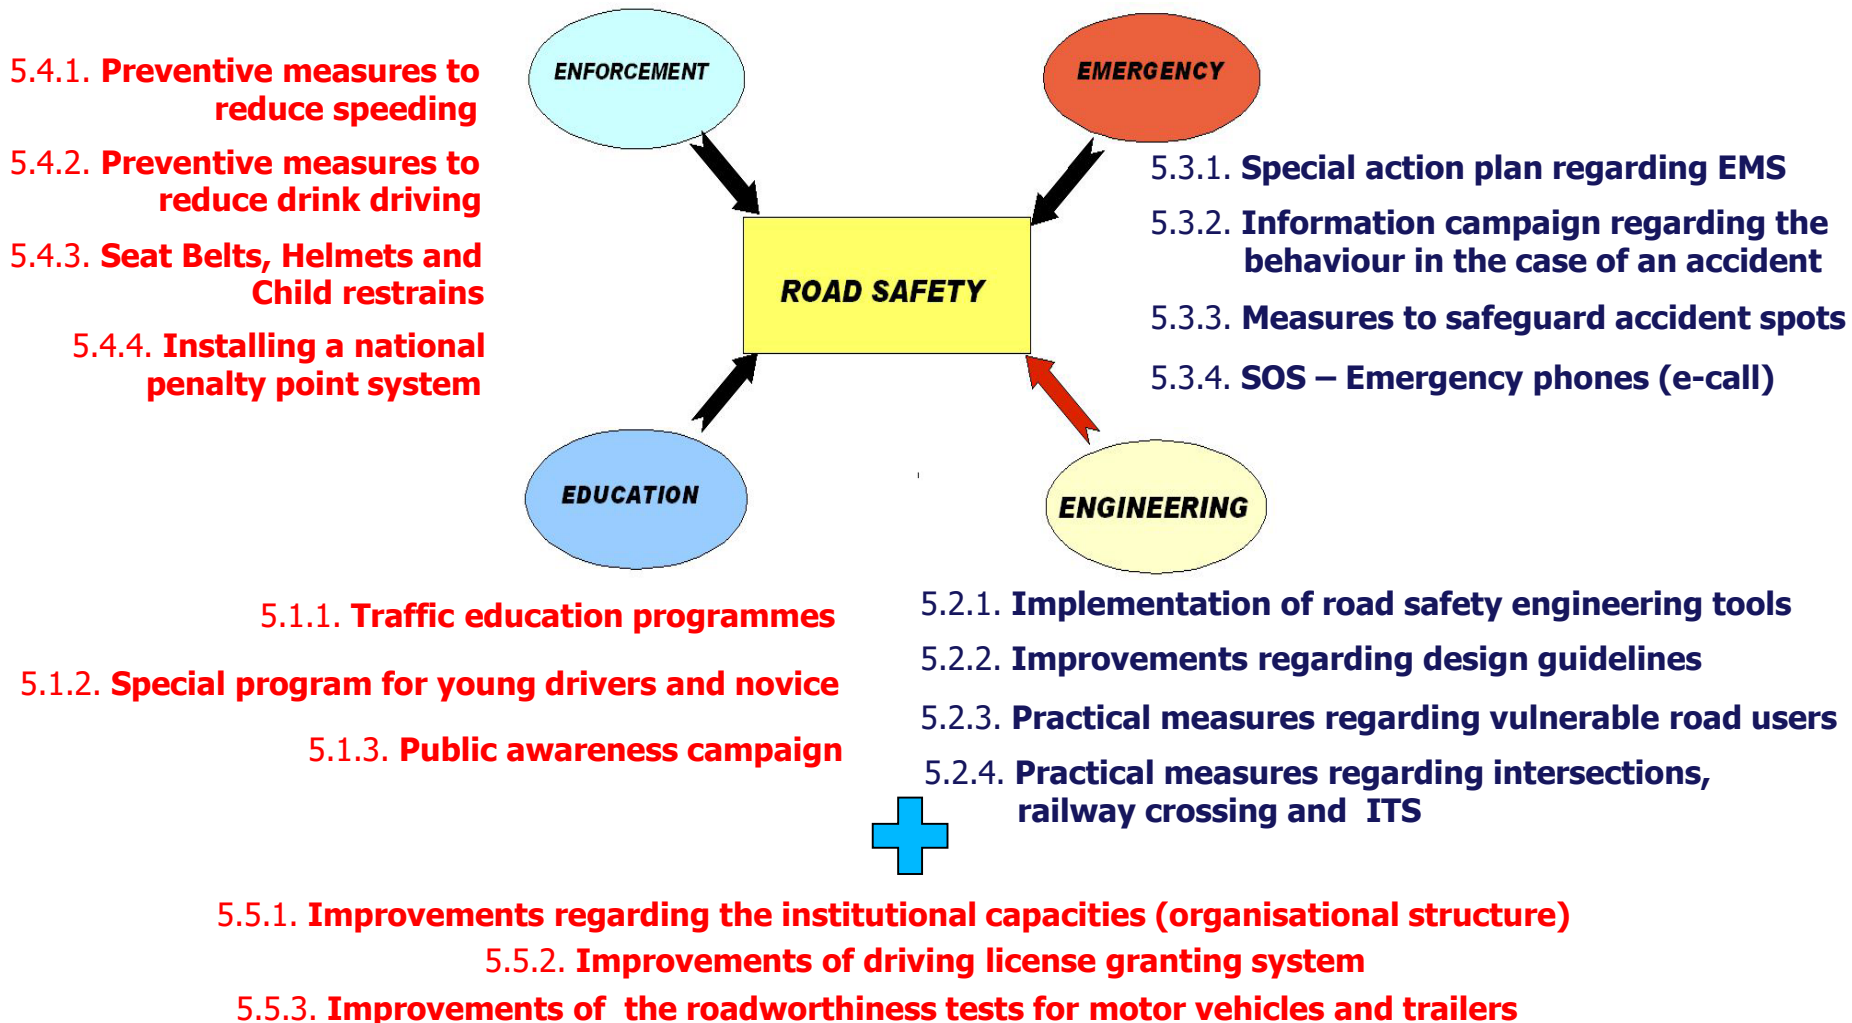 ENFORCEMENT
EMERGENCY
5.4.1. Preventive measures to
reduce speeding
5.4.2. Preventive measures to
reduce drink driving
5.4.3. Seat Belts, Helmets and
Child restrains
5.4.4. Installing a national
penalty point system
5.3.1. Special action plan regarding EMS
5.3.2. Information campaign regarding the
behaviour in the case of an accident
5.3.3. Measures to safeguard accident spots
5.3.4. SOS – Emergency phones (e-call)
ROAD SAFETY
EDUCATION
ENGINEERING
5.1.1. Traffic education programmes
5.1.2. Special program for young drivers and novice
5.1.3. Public awareness campaign
5.2.1. Implementation of road safety engineering tools
5.2.2. Improvements regarding design guidelines
5.2.3. Practical measures regarding vulnerable road users
5.2.4. Practical measures regarding intersections,
railway crossing and ITS
5.5.1. Improvements regarding the institutional capacities (organisational structure)
5.5.2. Improvements of driving license granting system
5.5.3. Improvements of the roadworthiness tests for motor vehicles and trailers